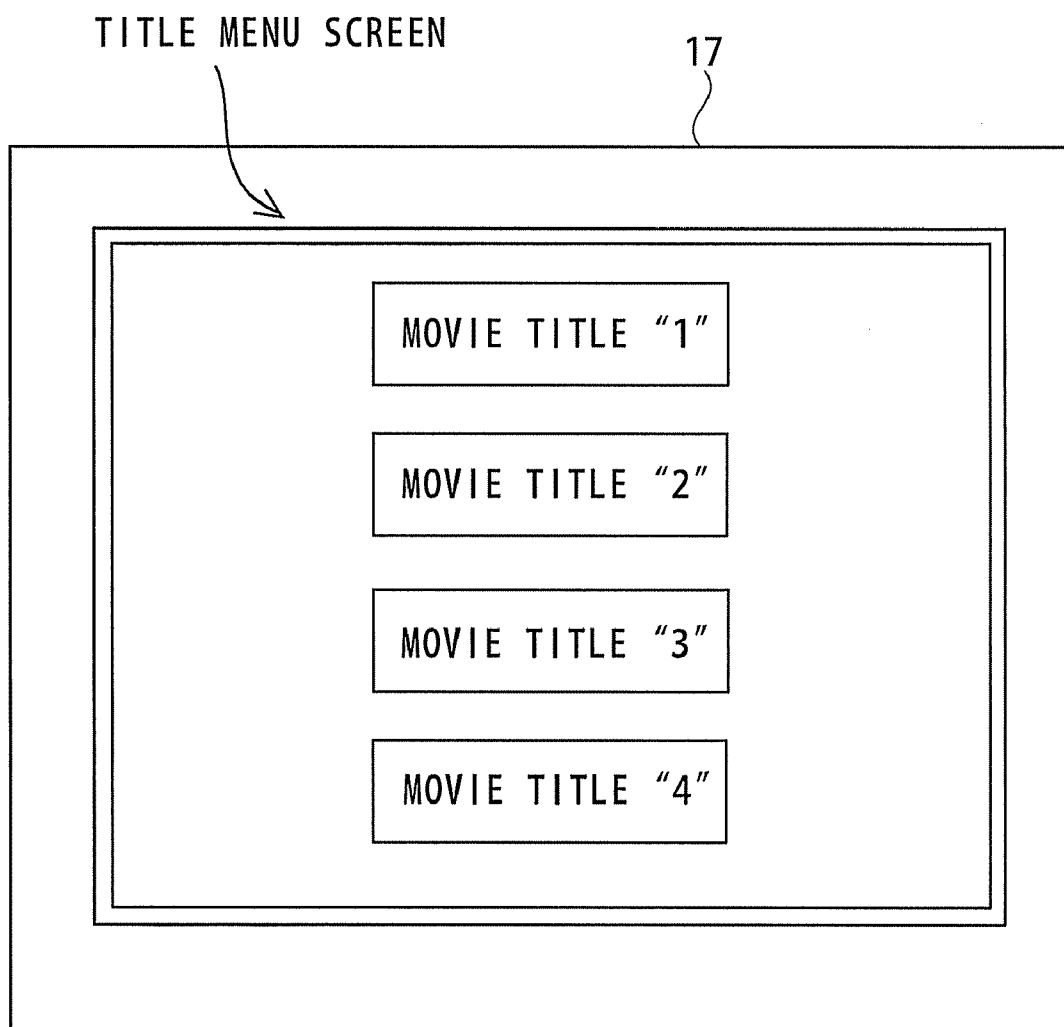 TITLE MENU SCREEN
17
MOVIE TITLE “1”
MOVIE TITLE “2”
MOVIE TITLE “3”
MOVIE TITLE “4”